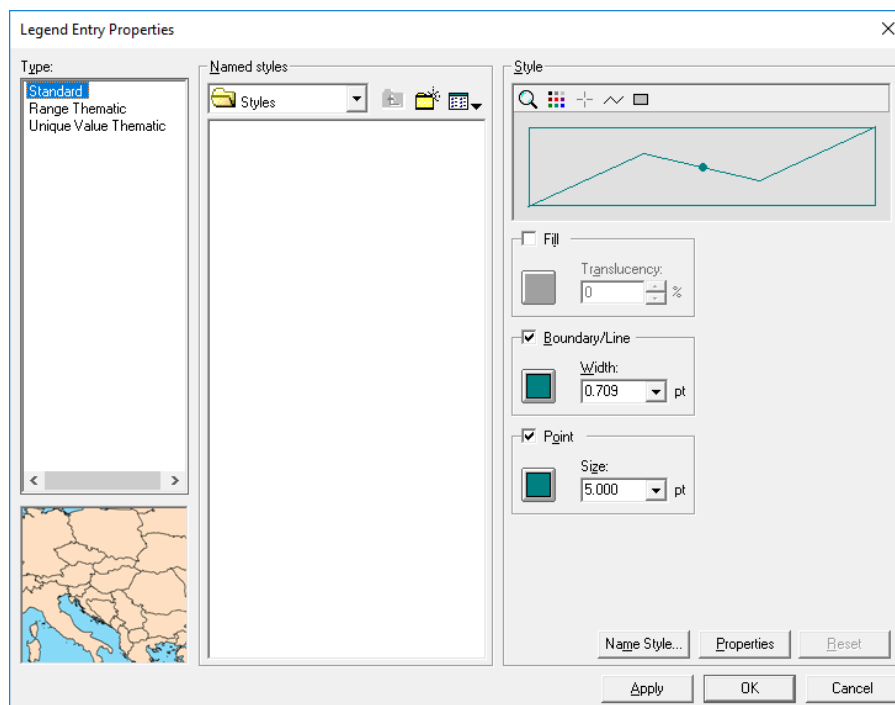 Legend Entry Properties
Type:
Standard
Range Thematic
Unique Value Thematic
Named styles
Styles
Style
Fill
Translucency:
0 %
Boundary/Line
Width:
0.709 pt
Point
Size:
5.000 pt
Name Style... Properties Reset
Apply OK Cancel